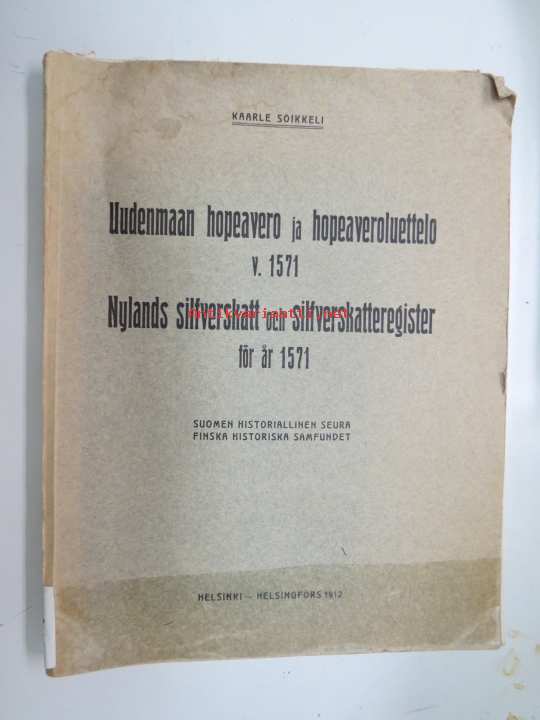 KAARLE SOIKKELI
Uudenmaan hopeavero ja hopeaveroluettelo
v. 1571
Nylands silfverskatt och silfverskatteregister
för år 1571
SUOMEN HISTORIALLINEN SEURA
FINSKA HISTORISKA SAMFUNDET
HELSINKI — HELSINGFORS 1912